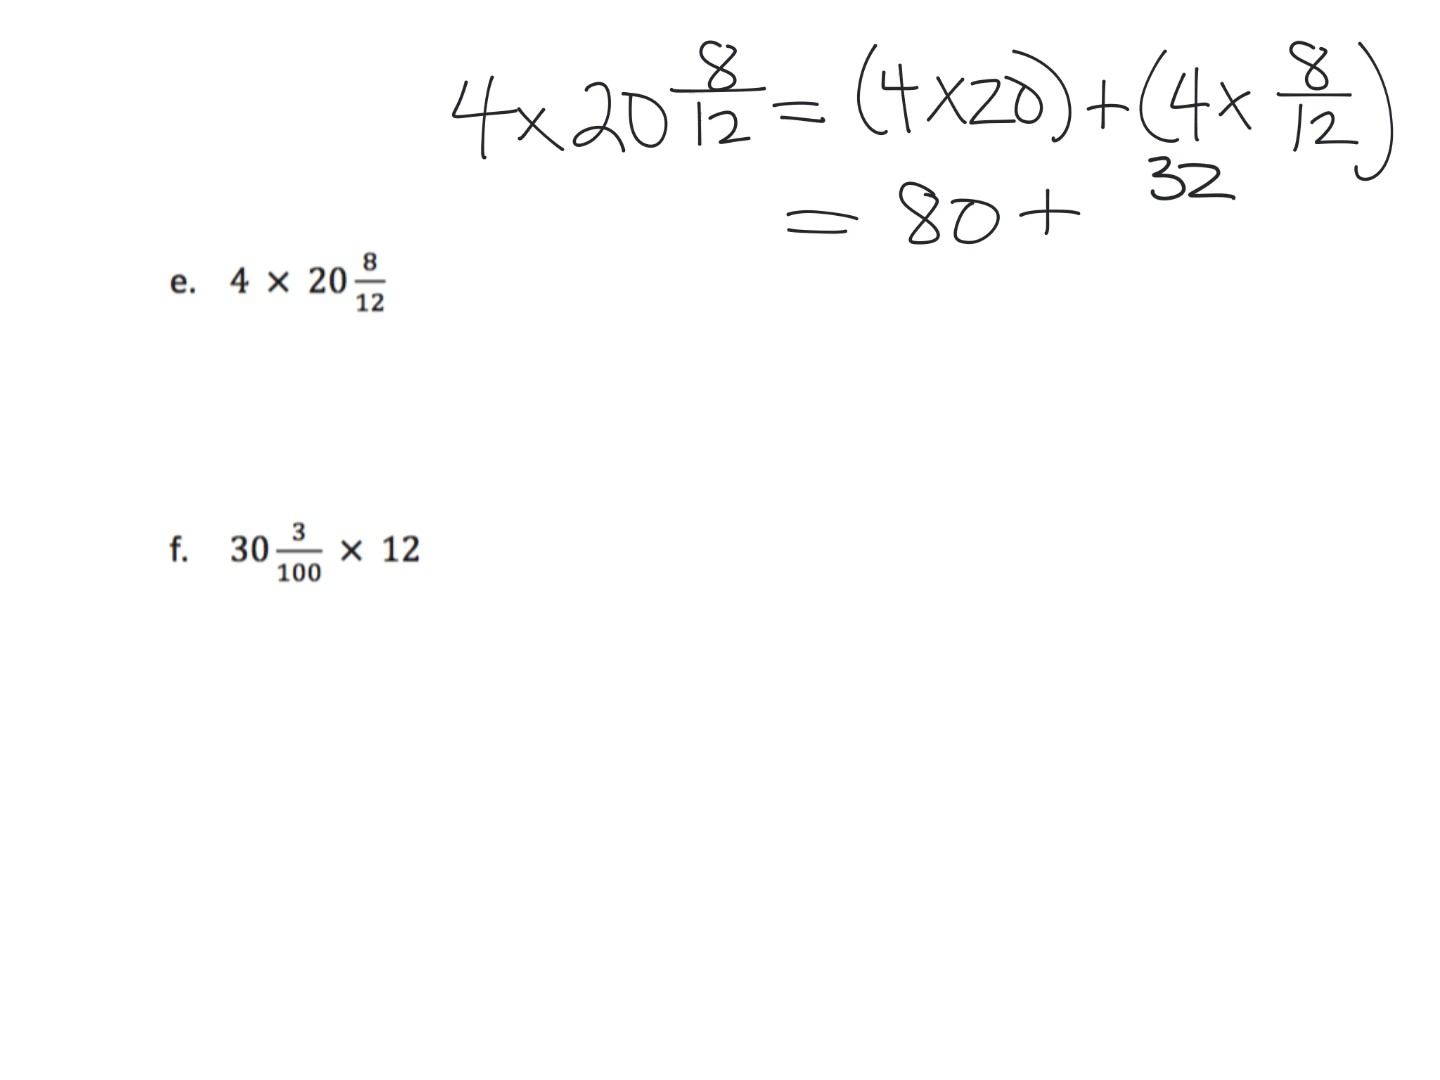 4 × 20 8/12 = (4 × 20) + (4 × 8/12)
= 80 + 32
e. 4 × 20 8/12
f. 30 3/100 × 12